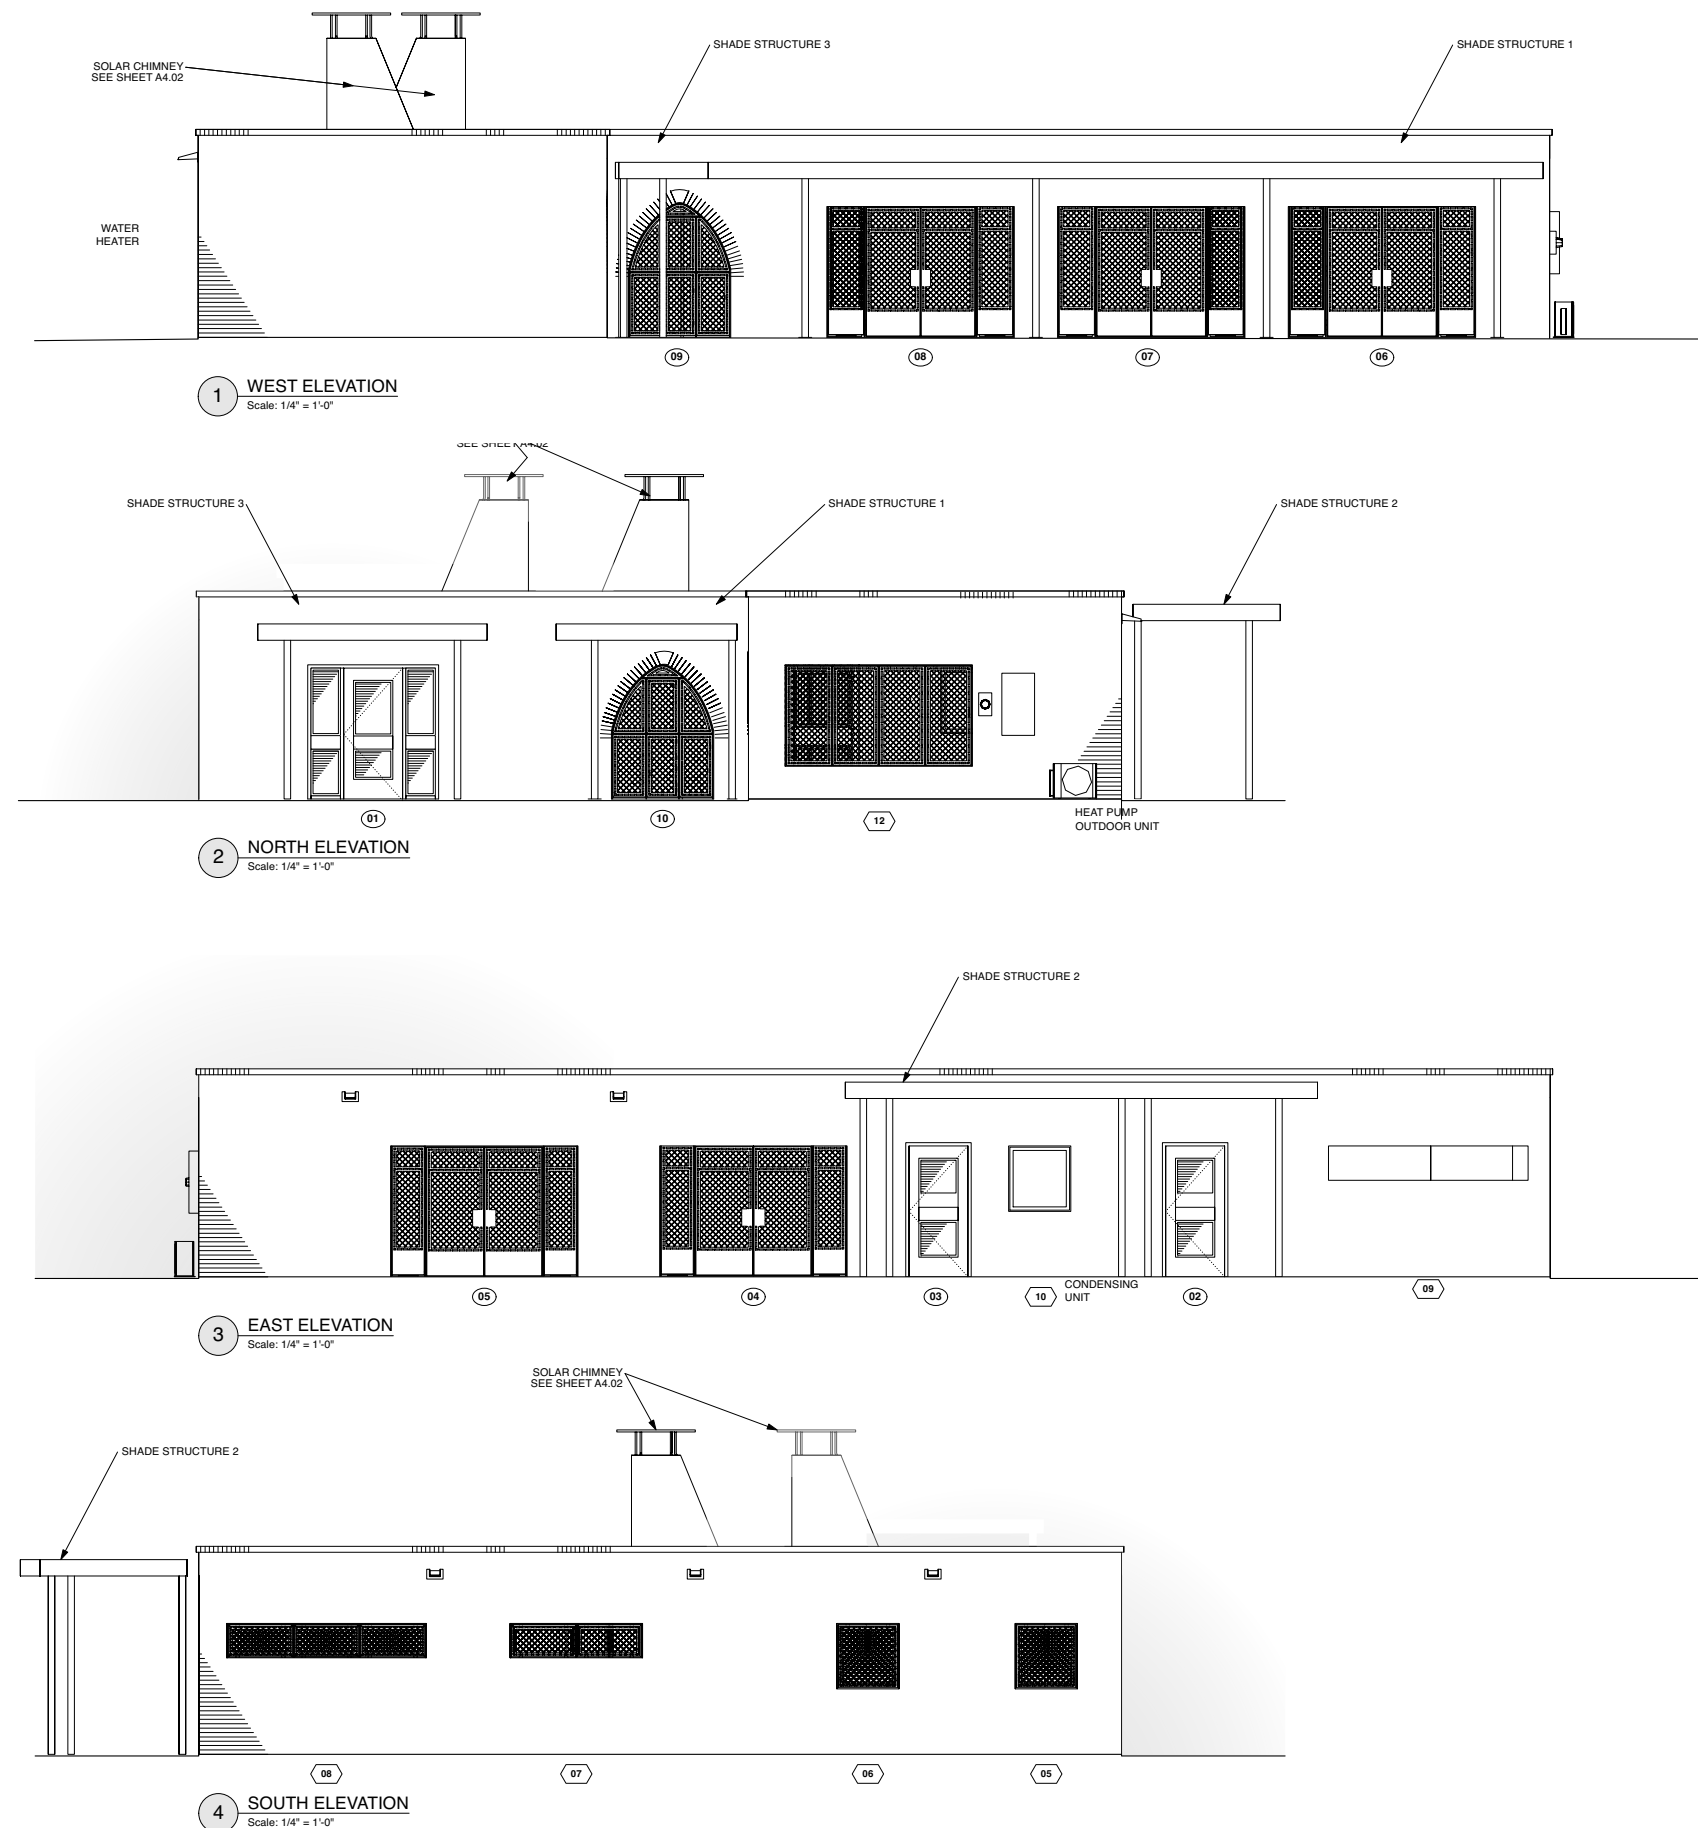 SHADE STRUCTURE 3
SHADE STRUCTURE 1
SOLAR CHIMNEY
SEE SHEET A4.02
WATER
HEATER
09
08
07
06
1
WEST ELEVATION
Scale: 1/4" = 1'-0"
SEE SHEET A4.02
SHADE STRUCTURE 3
SHADE STRUCTURE 1
SHADE STRUCTURE 2
01
10
12
HEAT PUMP
OUTDOOR UNIT
2
NORTH ELEVATION
Scale: 1/4" = 1'-0"
SHADE STRUCTURE 2
05
04
03
10
CONDENSING
UNIT
02
09
3
EAST ELEVATION
Scale: 1/4" = 1'-0"
SOLAR CHIMNEY
SEE SHEET A4.02
SHADE STRUCTURE 2
08
07
06
05
4
SOUTH ELEVATION
Scale: 1/4" = 1'-0"